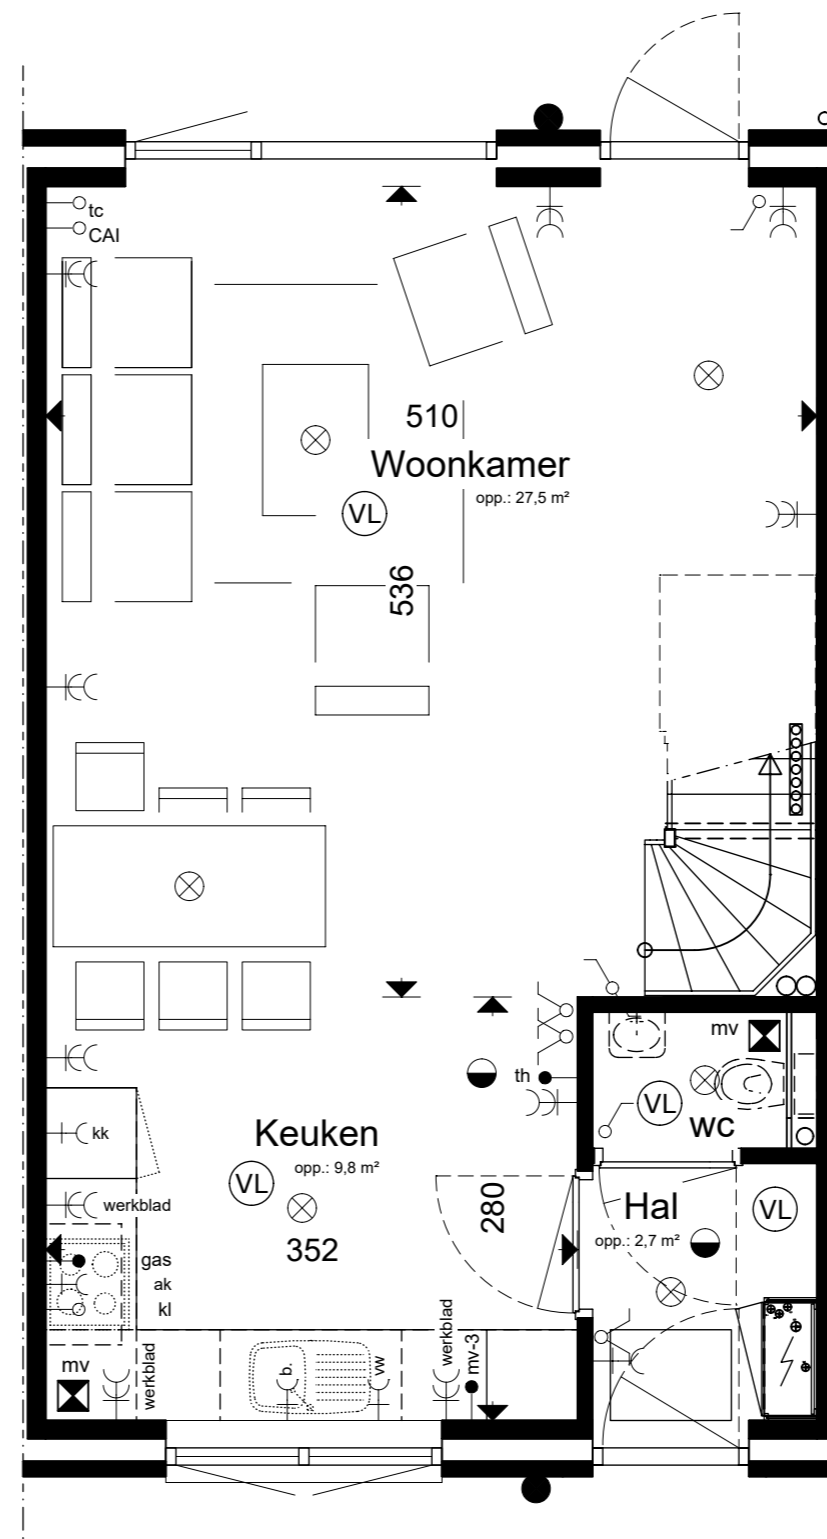 tc
CAI
510
Woonkamer
opp.: 27,5 m²
VL
536
mv
th
VL
WC
kk
Keuken
opp.: 9,8 m²
VL
werkblad
280
Hal
opp.: 2,7 m²
VL
352
gas
ak
kl
mv
werkblad
b.
vw
werkblad
mv-3